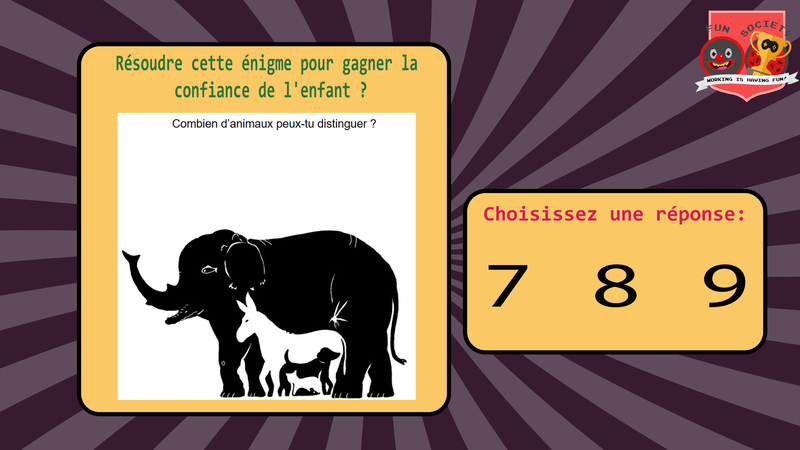 FUN SOCIETY
WORKING IS HAVING FUN!
Résoudre cette énigme pour gagner la
confiance de l'enfant ?
Combien d'animaux peux-tu distinguer ?
Choisissez une réponse:
7 8 9